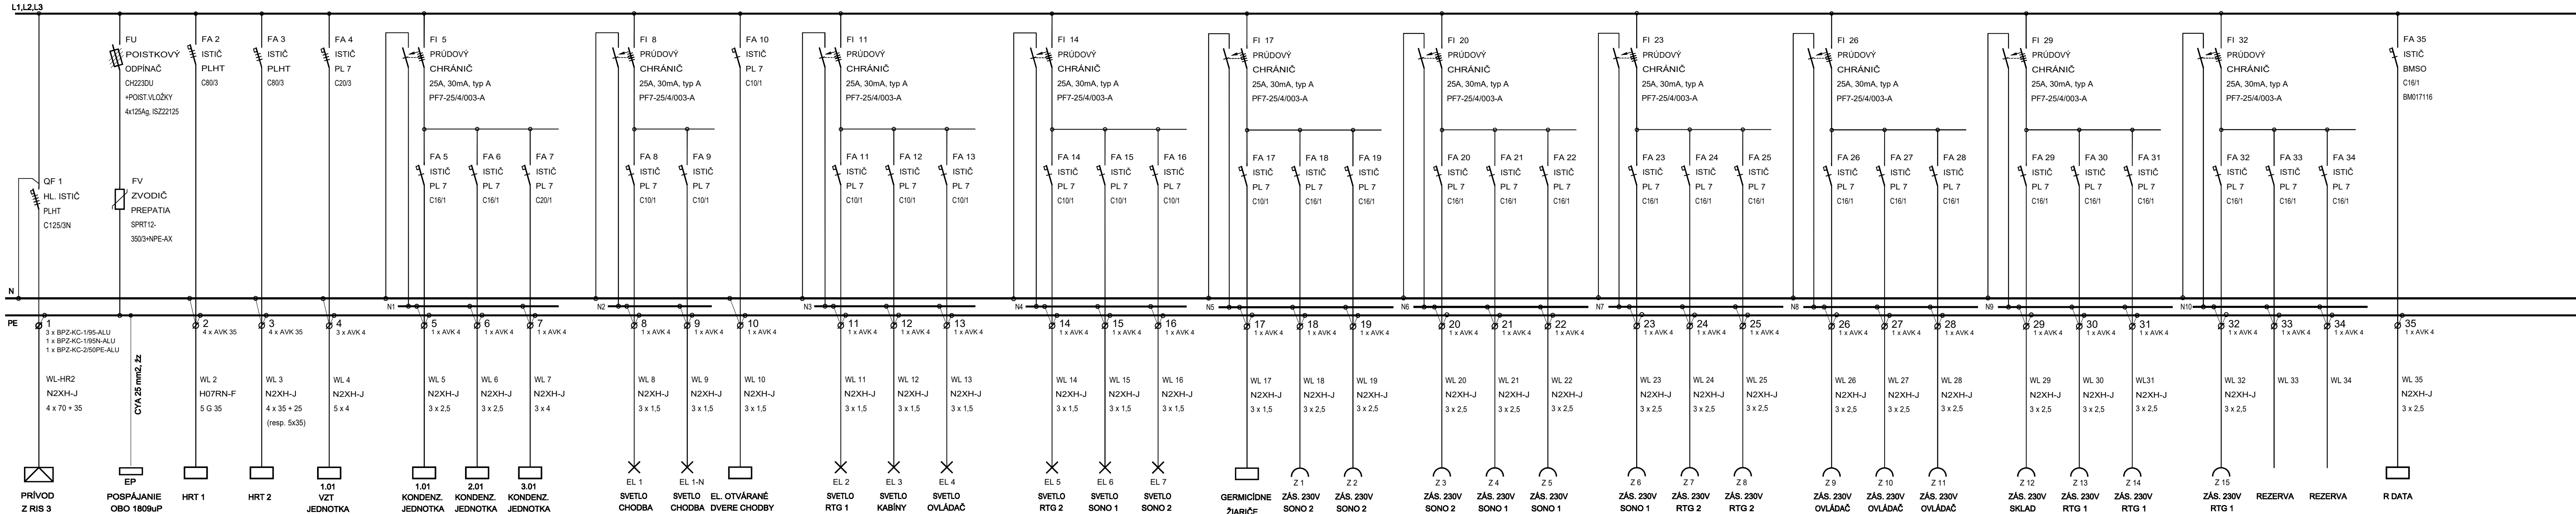 L1,L2,L3
QF 1
HL. ISTIČ
PLHT
C125/3N
FU
POISTKOVÝ
ODPÍNAČ
CH223DU
+POIST.VLOŽKY
4x125Ag, ISZ22125
FV
ZVODIČ
PREPATIA
SPRT12-
350/3+NPE-AX
FA 2
ISTIČ
PLHT
C80/3
FA 3
ISTIČ
PLHT
C80/3
FA 4
ISTIČ
PL 7
C20/3
FI 5
PRÚDOVÝ
CHRÁNIČ
25A, 30mA, typ A
PF7-25/4/003-A
FA 5
ISTIČ
PL 7
C16/1
FA 6
ISTIČ
PL 7
C16/1
FA 7
ISTIČ
PL 7
C20/1
FI 8
PRÚDOVÝ
CHRÁNIČ
25A, 30mA, typ A
PF7-25/4/003-A
FA 8
ISTIČ
PL 7
C10/1
FA 9
ISTIČ
PL 7
C10/1
FA 10
ISTIČ
PL 7
C10/1
FI 11
PRÚDOVÝ
CHRÁNIČ
25A, 30mA, typ A
PF7-25/4/003-A
FA 11
ISTIČ
PL 7
C10/1
FA 12
ISTIČ
PL 7
C10/1
FA 13
ISTIČ
PL 7
C10/1
FI 14
PRÚDOVÝ
CHRÁNIČ
25A, 30mA, typ A
PF7-25/4/003-A
FA 14
ISTIČ
PL 7
C10/1
FA 15
ISTIČ
PL 7
C10/1
FA 16
ISTIČ
PL 7
C10/1
FI 17
PRÚDOVÝ
CHRÁNIČ
25A, 30mA, typ A
PF7-25/4/003-A
FA 17
ISTIČ
PL 7
C10/1
FA 18
ISTIČ
PL 7
C16/1
FA 19
ISTIČ
PL 7
C16/1
FI 20
PRÚDOVÝ
CHRÁNIČ
25A, 30mA, typ A
PF7-25/4/003-A
FA 20
ISTIČ
PL 7
C16/1
FA 21
ISTIČ
PL 7
C16/1
FA 22
ISTIČ
PL 7
C16/1
FI 23
PRÚDOVÝ
CHRÁNIČ
25A, 30mA, typ A
PF7-25/4/003-A
FA 23
ISTIČ
PL 7
C16/1
FA 24
ISTIČ
PL 7
C16/1
FA 25
ISTIČ
PL 7
C16/1
FI 26
PRÚDOVÝ
CHRÁNIČ
25A, 30mA, typ A
PF7-25/4/003-A
FA 26
ISTIČ
PL 7
C16/1
FA 27
ISTIČ
PL 7
C16/1
FA 28
ISTIČ
PL 7
C16/1
FI 29
PRÚDOVÝ
CHRÁNIČ
25A, 30mA, typ A
PF7-25/4/003-A
FA 29
ISTIČ
PL 7
C16/1
FA 30
ISTIČ
PL 7
C16/1
FA 31
ISTIČ
PL 7
C16/1
FI 32
PRÚDOVÝ
CHRÁNIČ
25A, 30mA, typ A
PF7-25/4/003-A
FA 32
ISTIČ
PL 7
C16/1
FA 33
ISTIČ
PL 7
C16/1
FA 34
ISTIČ
PL 7
C16/1
FA 35
ISTIČ
BMSO
C16/1
BM017116
N
N1
N2
N3
N4
N5
N6
N7
N8
N9
N10
PE
1
3 x BPZ-KC-1/95-ALU
1 x BPZ-KC-1/95N-ALU
1 x BPZ-KC-2/50PE-ALU
WL-HR2
N2XH-J
4 x 70 + 35
PRÍVOD
Z RIS 3
CYA 25 mm2, žz
EP
POSPÁJANIE
OBO 1809uP
2
4 x AVK 35
WL 2
H07RN-F
5 G 35
HRT 1
3
4 x AVK 35
WL 3
N2XH-J
4 x 35 + 25
(resp. 5x35)
HRT 2
4
3 x AVK 4
WL 4
N2XH-J
5 x 4
1.01
VZT
JEDNOTKA
5
1 x AVK 4
WL 5
N2XH-J
3 x 2,5
1.01
KONDENZ.
JEDNOTKA
6
1 x AVK 4
WL 6
N2XH-J
3 x 2,5
2.01
KONDENZ.
JEDNOTKA
7
1 x AVK 4
WL 7
N2XH-J
3 x 4
3.01
KONDENZ.
JEDNOTKA
8
1 x AVK 4
WL 8
N2XH-J
3 x 1,5
EL 1
SVETLO
CHODBA
9
1 x AVK 4
WL 9
N2XH-J
3 x 1,5
EL 1-N
SVETLO
CHODBA
10
1 x AVK 4
WL 10
N2XH-J
3 x 1,5
EL. OTVÁRANÉ
DVERE CHODBY
11
1 x AVK 4
WL 11
N2XH-J
3 x 1,5
EL 2
SVETLO
RTG 1
12
1 x AVK 4
WL 12
N2XH-J
3 x 1,5
EL 3
SVETLO
KABÍNY
13
1 x AVK 4
WL 13
N2XH-J
3 x 1,5
EL 4
SVETLO
OVLÁDAČ
14
1 x AVK 4
WL 14
N2XH-J
3 x 1,5
EL 5
SVETLO
RTG 2
15
1 x AVK 4
WL 15
N2XH-J
3 x 1,5
EL 6
SVETLO
SONO 1
16
1 x AVK 4
WL 16
N2XH-J
3 x 1,5
EL 7
SVETLO
SONO 2
17
1 x AVK 4
WL 17
N2XH-J
3 x 1,5
GERMICÍDNE
ŽIARIČE
18
1 x AVK 4
WL 18
N2XH-J
3 x 2,5
Z 1
ZÁS. 230V
SONO 2
19
1 x AVK 4
WL 19
N2XH-J
3 x 2,5
Z 2
ZÁS. 230V
SONO 2
20
1 x AVK 4
WL 20
N2XH-J
3 x 2,5
Z 3
ZÁS. 230V
SONO 2
21
1 x AVK 4
WL 21
N2XH-J
3 x 2,5
Z 4
ZÁS. 230V
SONO 1
22
1 x AVK 4
WL 22
N2XH-J
3 x 2,5
Z 5
ZÁS. 230V
SONO 1
23
1 x AVK 4
WL 23
N2XH-J
3 x 2,5
Z 6
ZÁS. 230V
SONO 1
24
1 x AVK 4
WL 24
N2XH-J
3 x 2,5
Z 7
ZÁS. 230V
RTG 2
25
1 x AVK 4
WL 25
N2XH-J
3 x 2,5
Z 8
ZÁS. 230V
RTG 2
26
1 x AVK 4
WL 26
N2XH-J
3 x 2,5
Z 9
ZÁS. 230V
OVLÁDAČ
27
1 x AVK 4
WL 27
N2XH-J
3 x 2,5
Z 10
ZÁS. 230V
OVLÁDAČ
28
1 x AVK 4
WL 28
N2XH-J
3 x 2,5
Z 11
ZÁS. 230V
OVLÁDAČ
29
1 x AVK 4
WL 29
N2XH-J
3 x 2,5
Z 12
ZÁS. 230V
SKLAD
30
1 x AVK 4
WL 30
N2XH-J
3 x 2,5
Z 13
ZÁS. 230V
RTG 1
31
1 x AVK 4
WL31
N2XH-J
3 x 2,5
Z 14
ZÁS. 230V
RTG 1
32
1 x AVK 4
WL 32
N2XH-J
3 x 2,5
Z 15
ZÁS. 230V
RTG 1
33
1 x AVK 4
WL 33
REZERVA
34
1 x AVK 4
WL 34
REZERVA
35
1 x AVK 4
WL 35
N2XH-J
3 x 2,5
R DATA